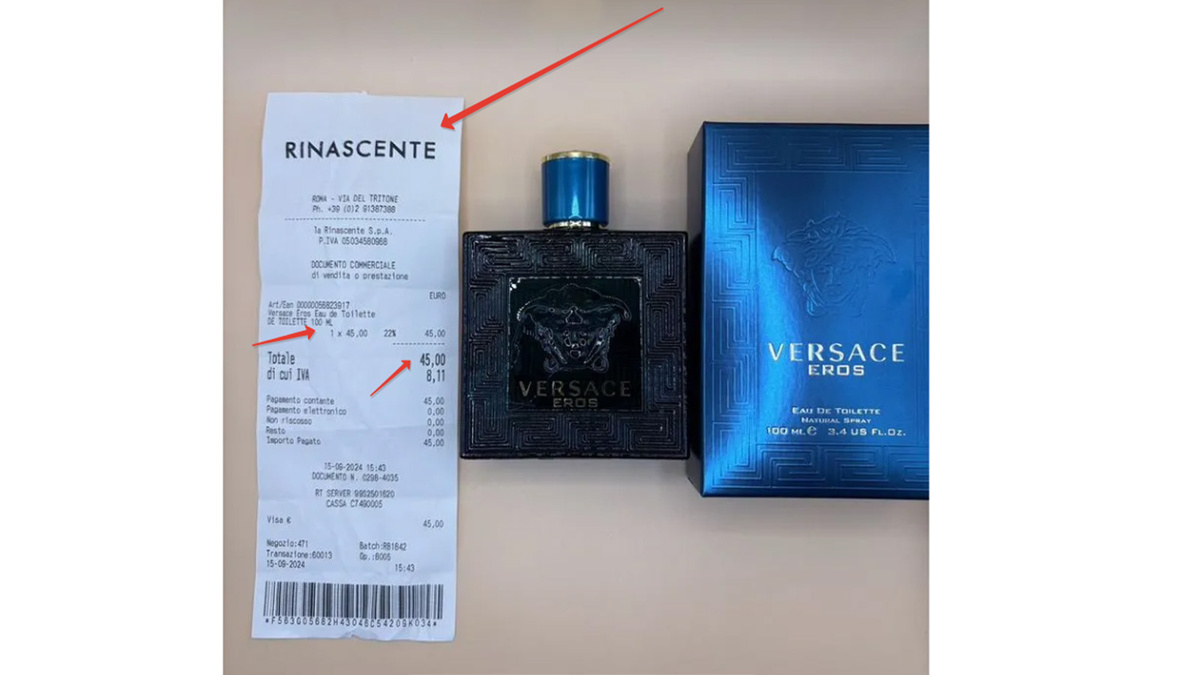 RINASCENTE
ROMA - VIA DEL TRITONE
Ph. +39 (0)2 91387388
la Rinascente S.p.A.
P.IVA 05034580968
DOCUMENTO COMMERCIALE
di vendita o prestazione
EURO
Art/Ean 00000056823917
Versace Eros Eau de Toilette
DE TOILETTE 100 ML
1 x 45,00 22% 45,00
Totale 45,00
di cui IVA 8,11
Pagamento contante 45,00
Pagamento elettronico 0,00
Non riscosso 0,00
Resto 0,00
Importo Pagato 45,00
15-09-2024 15:43
DOCUMENTO N. 0298-4035
RT SERVER 9902501620
CASSA C7490005
Visa € 45,00
Negozio:471 Batch:R81842
Transazione:60013 Op.:8005
15-09-2024 15:43
*F563G05682H43046C54209K034*
VERSACE
EROS
VERSACE
EROS
EAU DE TOILETTE
NATURAL SPRAY
100 ML e 3.4 US FL.OZ.